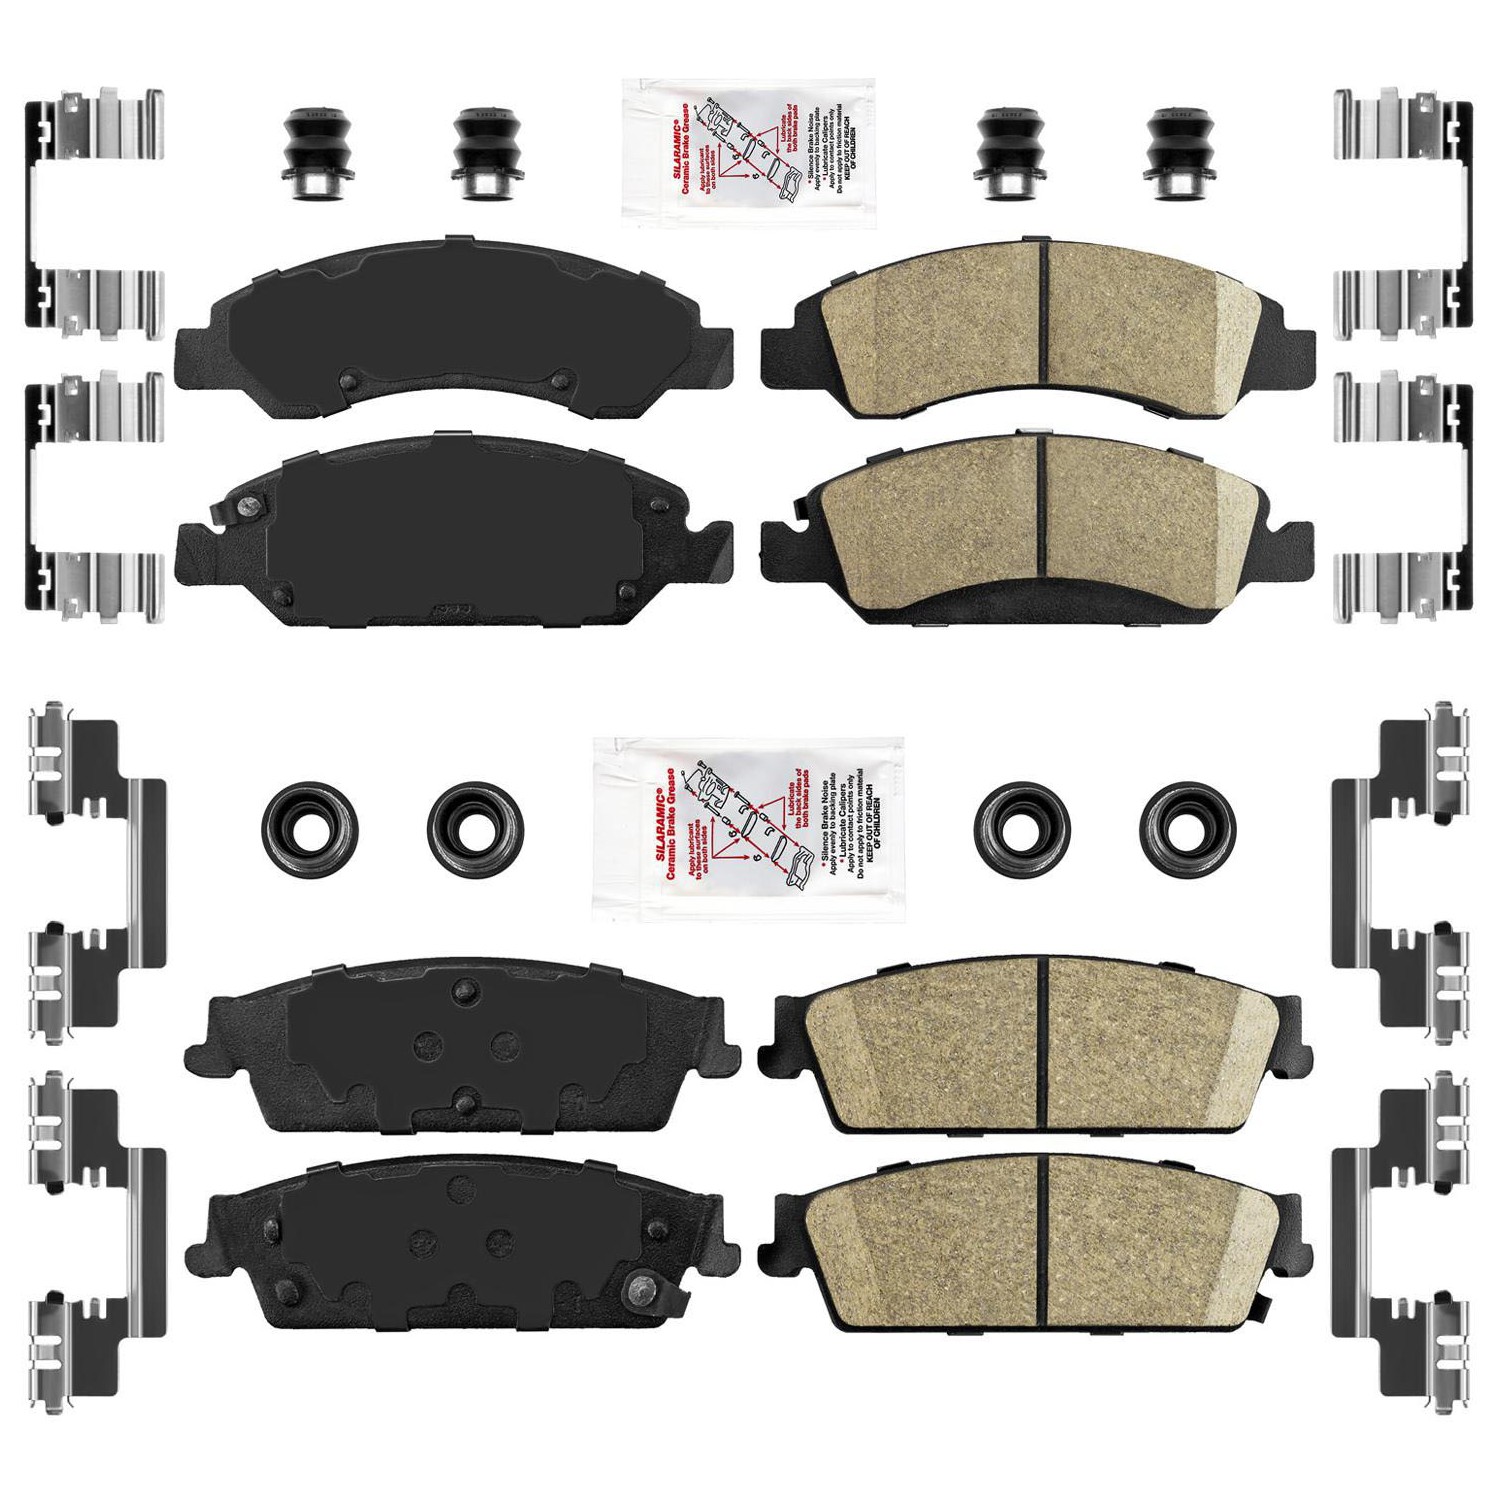 SILARAMIC®
Ceramic Brake Grease
Apply lubricant
to these surfaces
on both sides
Lubricate
the back sides of
both brake pads
* Silence Brake Noise
Apply evenly to backing plate
* Lubricate Calipers
Apply to contact points only
Do not apply to friction material
KEEP OUT OF REACH
OF CHILDREN
SILARAMIC®
Ceramic Brake Grease
Apply lubricant
to these surfaces
on both sides
Lubricate
the back sides of
both brake pads
* Silence Brake Noise
Apply evenly to backing plate
* Lubricate Calipers
Apply to contact points only
Do not apply to friction material
KEEP OUT OF REACH
OF CHILDREN